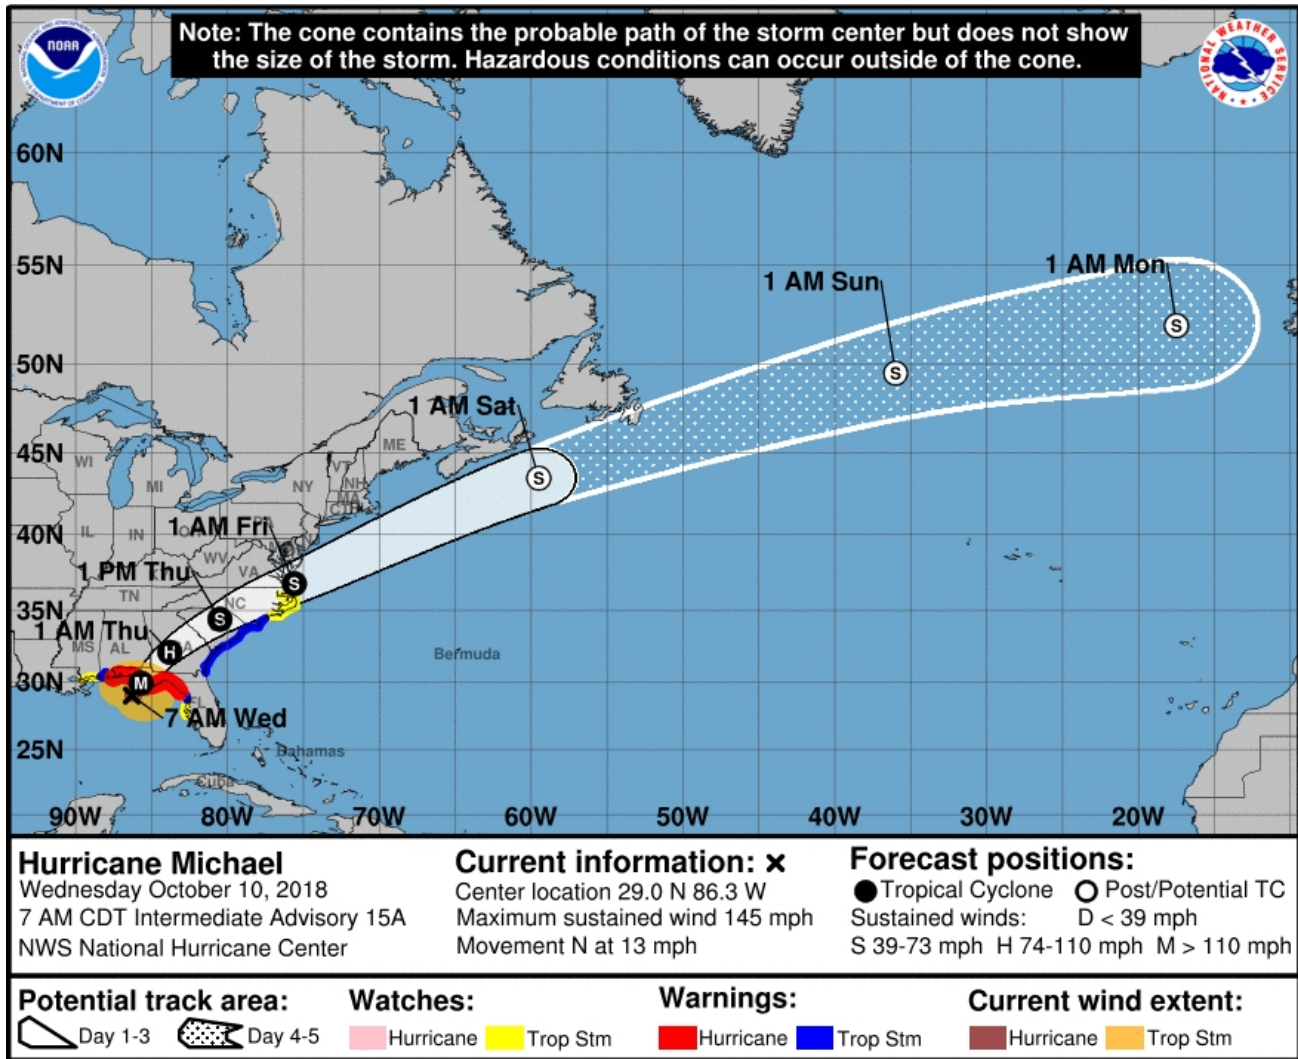 Note: The cone contains the probable path of the storm center but does not show
the size of the storm. Hazardous conditions can occur outside of the cone.
NOAA
NATIONAL WEATHER SERVICE
60N
55N
50N
45N
40N
35N
30N
25N
90W
80W
70W
60W
50W
40W
30W
20W
1 AM Mon
1 AM Sun
1 AM Sat
1 AM Fri
1 PM Thu
1 AM Thu
7 AM Wed
S
S
S
S
S
H
M
WI
MI
IL
IN
NY
ME
VT
NH
MA
WV
VA
TN
NC
MS
AL
FL
Bermuda
Bahamas
Cuba
Hurricane Michael
Wednesday October 10, 2018
7 AM CDT Intermediate Advisory 15A
NWS National Hurricane Center
Current information: ×
Center location 29.0 N 86.3 W
Maximum sustained wind 145 mph
Movement N at 13 mph
Forecast positions:
Tropical Cyclone Post/Potential TC
Sustained winds: D < 39 mph
S 39-73 mph H 74-110 mph M > 110 mph
Potential track area:
Day 1-3 Day 4-5
Watches:
Hurricane Trop Stm
Warnings:
Hurricane Trop Stm
Current wind extent:
Hurricane Trop Stm